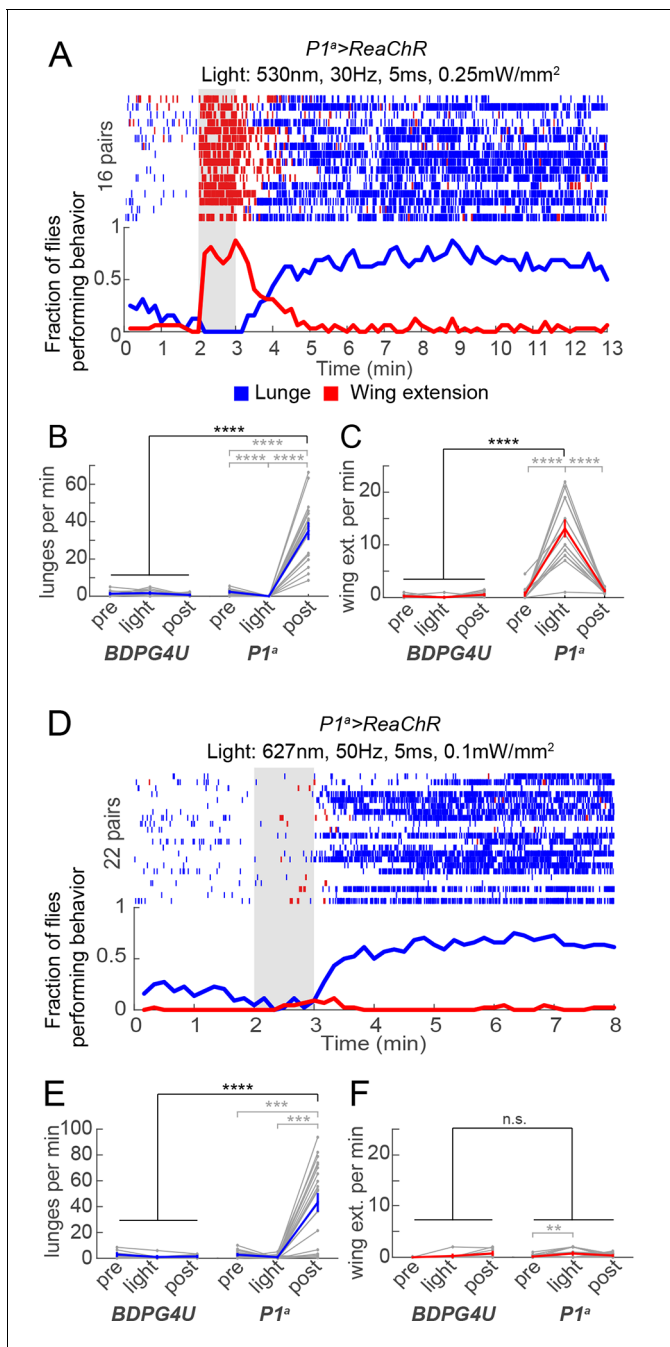 A
P1ᵃ>ReaChR
Light: 530nm, 30Hz, 5ms, 0.25mW/mm²
16 pairs
Fraction of flies
performing behavior
1
0.5
0
0 1 2 3 4 5 6 7 8 9 10 11 12 13
Time (min)
Lunge Wing extension
B
****
****
**** ****
lunges per min
60
40
20
0
pre light post pre light post
BDPG4U P1ᵃ
C
****
**** ****
wing ext. per min
20
10
0
pre light post pre light post
BDPG4U P1ᵃ
D
P1ᵃ>ReaChR
Light: 627nm, 50Hz, 5ms, 0.1mW/mm²
22 pairs
Fraction of flies
performing behavior
1
0.5
0
0 1 2 3 4 5 6 7 8
Time (min)
E
****
***
***
lunges per min
100
80
60
40
20
0
pre light post pre light post
BDPG4U P1ᵃ
F
n.s.
**
wing ext. per min
20
10
0
pre light post pre light post
BDPG4U P1ᵃ